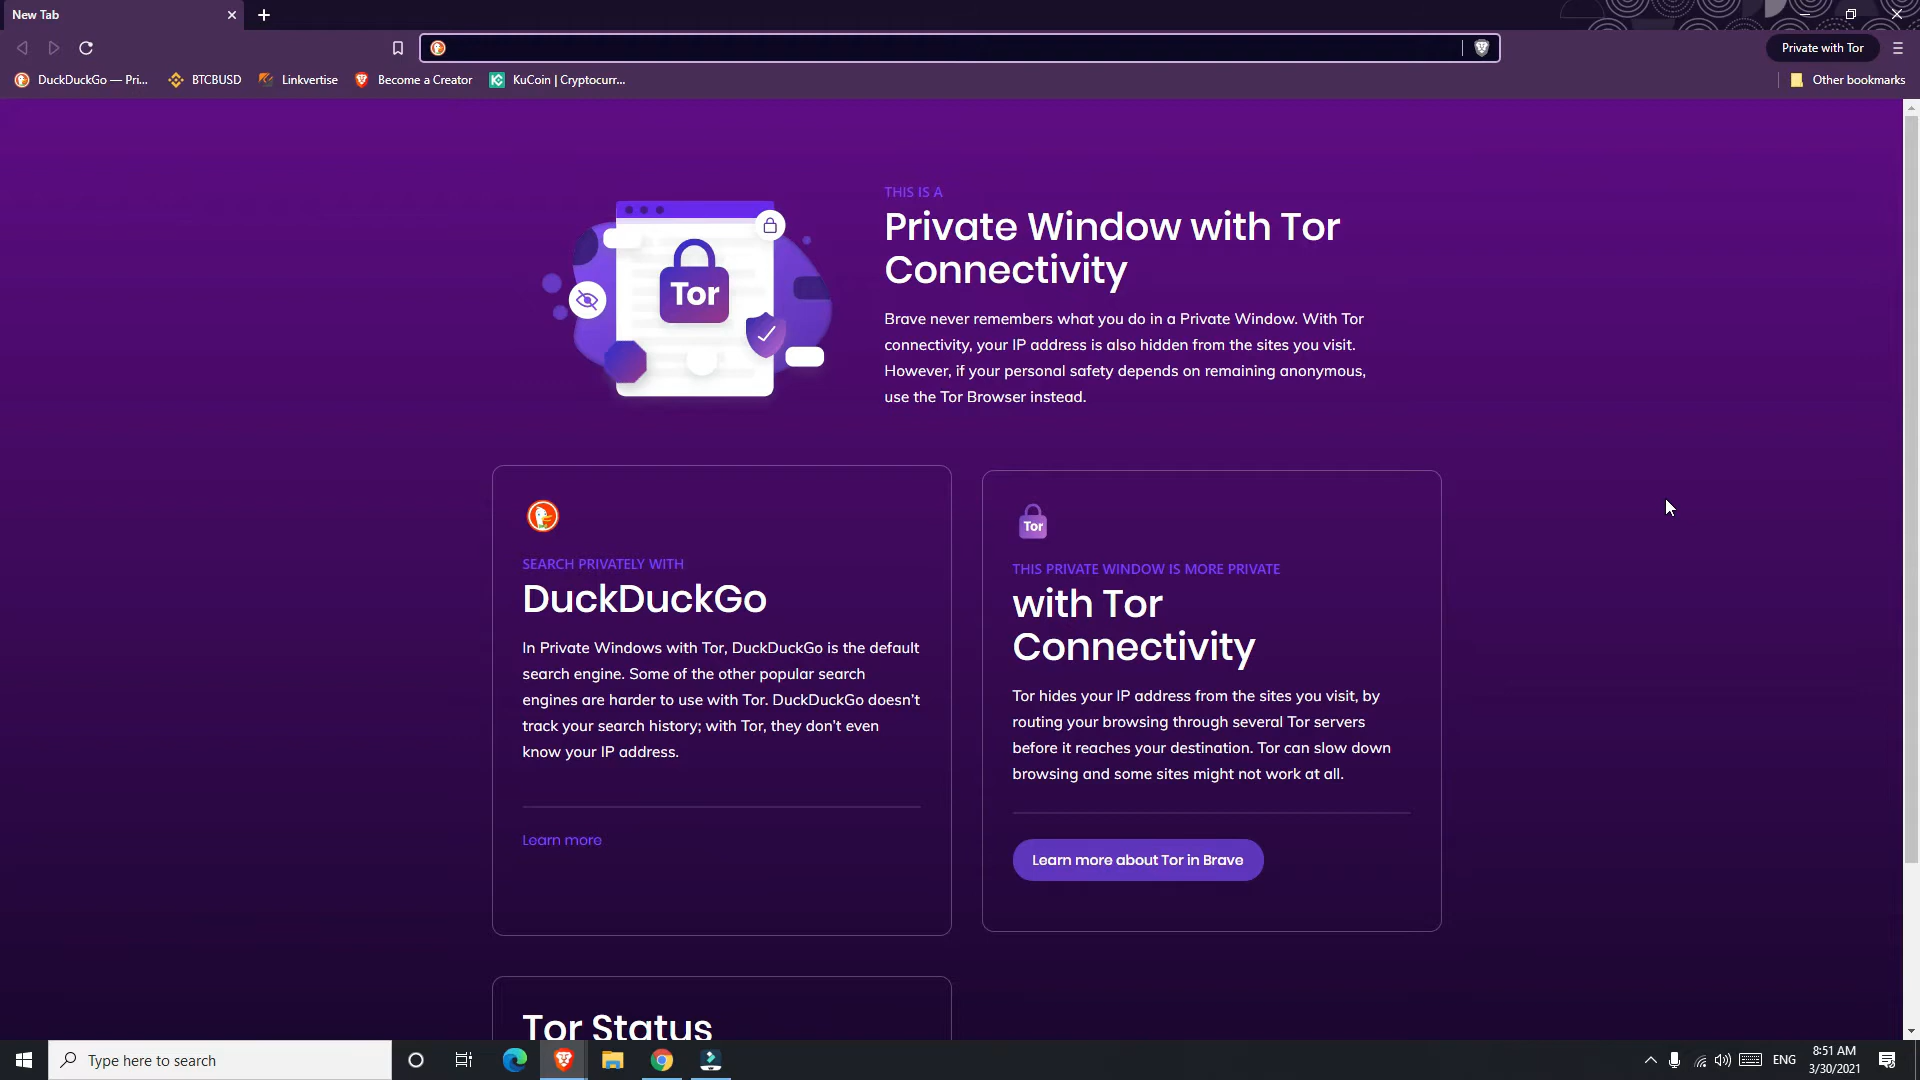 New Tab
Private with Tor
DuckDuckGo — Pri...
BTCBUSD
Linkvertise
Become a Creator
KuCoin | Cryptocurr...
Other bookmarks
Tor
THIS IS A
Private Window with Tor
Connectivity
Brave never remembers what you do in a Private Window. With Tor
connectivity, your IP address is also hidden from the sites you visit.
However, if your personal safety depends on remaining anonymous,
use the Tor Browser instead.
SEARCH PRIVATELY WITH
DuckDuckGo
In Private Windows with Tor, DuckDuckGo is the default
search engine. Some of the other popular search
engines are harder to use with Tor. DuckDuckGo doesn’t
track your search history; with Tor, they don’t even
know your IP address.
Learn more
Tor
THIS PRIVATE WINDOW IS MORE PRIVATE
with Tor
Connectivity
Tor hides your IP address from the sites you visit, by
routing your browsing through several Tor servers
before it reaches your destination. Tor can slow down
browsing and some sites might not work at all.
Learn more about Tor in Brave
Tor Status
Type here to search
ENG
8:51 AM
3/30/2021